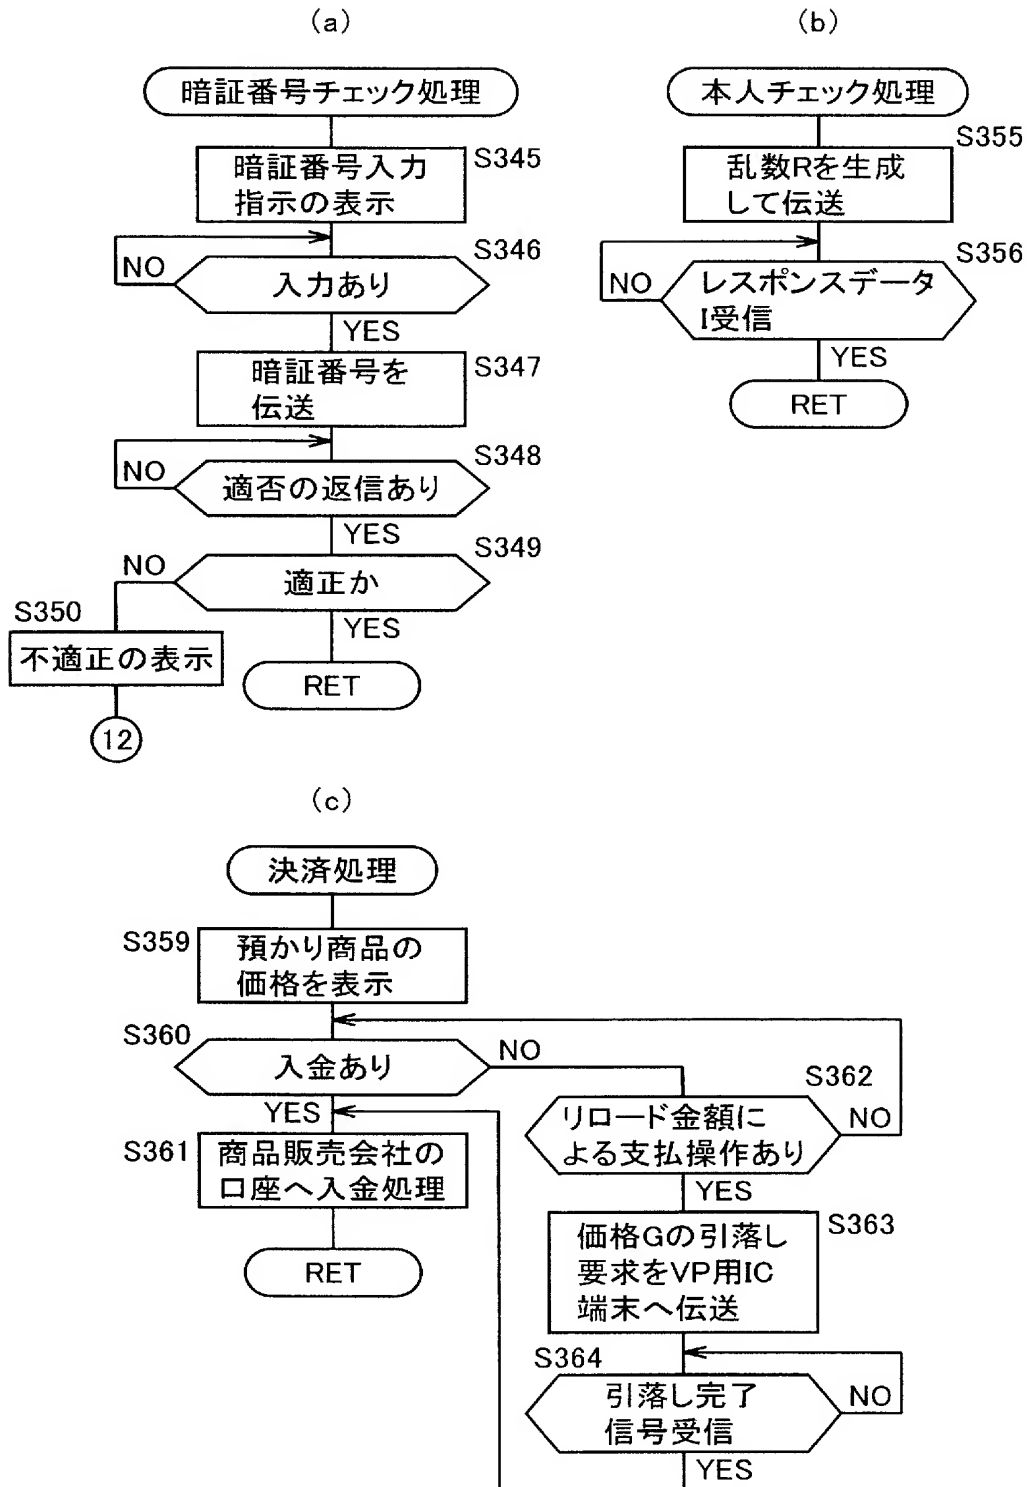 (a)
暗証番号チェック処理
S345
暗証番号入力
指示の表示
S346
NO
入力あり
YES
S347
暗証番号を
伝送
S348
NO
適否の返信あり
YES
S349
NO
適正か
YES
S350
不適正の表示
RET
12
(b)
本人チェック処理
S355
乱数Rを生成
して伝送
S356
NO
レスポンスデータ
I受信
YES
RET
(c)
決済処理
S359
預かり商品の
価格を表示
S360
入金あり
NO
YES
S361
商品販売会社の
口座へ入金処理
RET
S362
リロード金額に
よる支払操作あり
NO
YES
S363
価格Gの引落し
要求をVP用IC
端末へ伝送
S364
引落し完了
信号受信
NO
YES